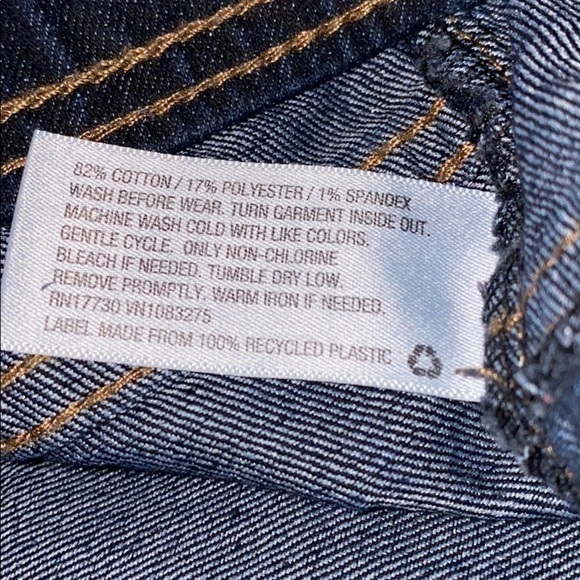 82% COTTON / 17% POLYESTER / 1% SPANDEX
WASH BEFORE WEAR. TURN GARMENT INSIDE OUT.
MACHINE WASH COLD WITH LIKE COLORS.
GENTLE CYCLE. ONLY NON-CHLORINE
BLEACH IF NEEDED. TUMBLE DRY LOW.
REMOVE PROMPTLY. WARM IRON IF NEEDED.
RN17730 VN1083275
LABEL MADE FROM 100% RECYCLED PLASTIC